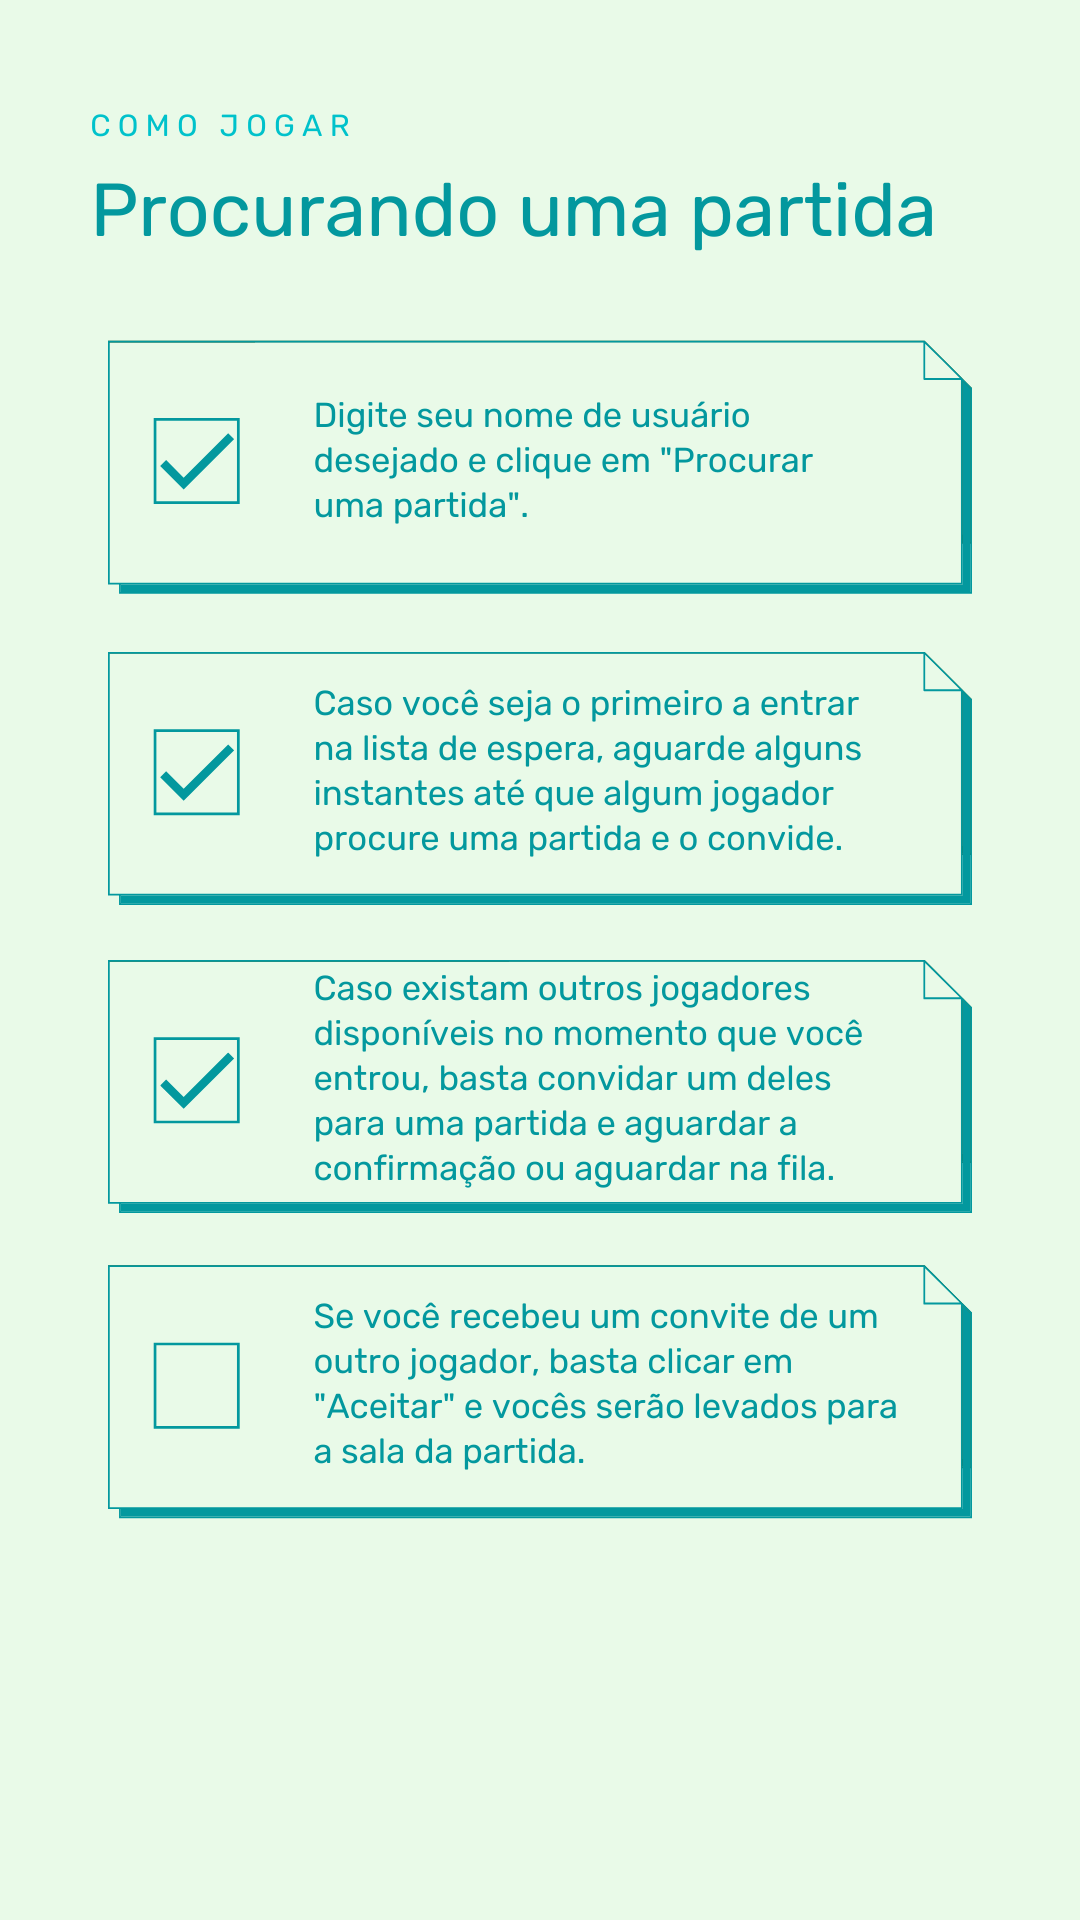 COMO JOGAR
Procurando uma partida
Digite seu nome de usuário
desejado e clique em "Procurar
uma partida".
Caso você seja o primeiro a entrar
na lista de espera, aguarde alguns
instantes até que algum jogador
procure uma partida e o convide.
Caso existam outros jogadores
disponíveis no momento que você
entrou, basta convidar um deles
para uma partida e aguardar a
confirmação ou aguardar na fila.
Se você recebeu um convite de um
outro jogador, basta clicar em
"Aceitar" e vocês serão levados para
a sala da partida.